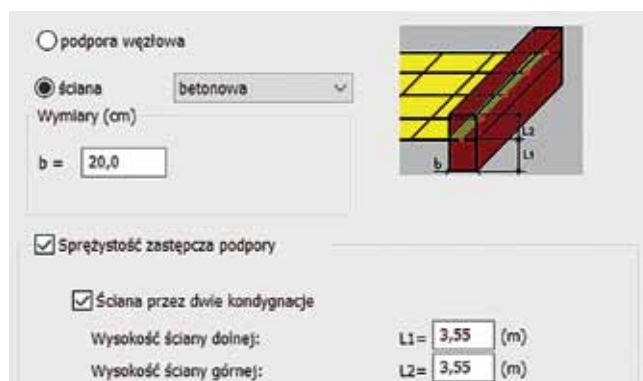 podpora węzłowa
ściana betonowa
Wymiary (cm)
b = 20,0
L2
L1
b
Sprężystość zastępcza podpory
Ściana przez dwie kondygnacje
Wysokość ściany dolnej: L1= 3,55 (m)
Wysokość ściany górnej: L2= 3,55 (m)